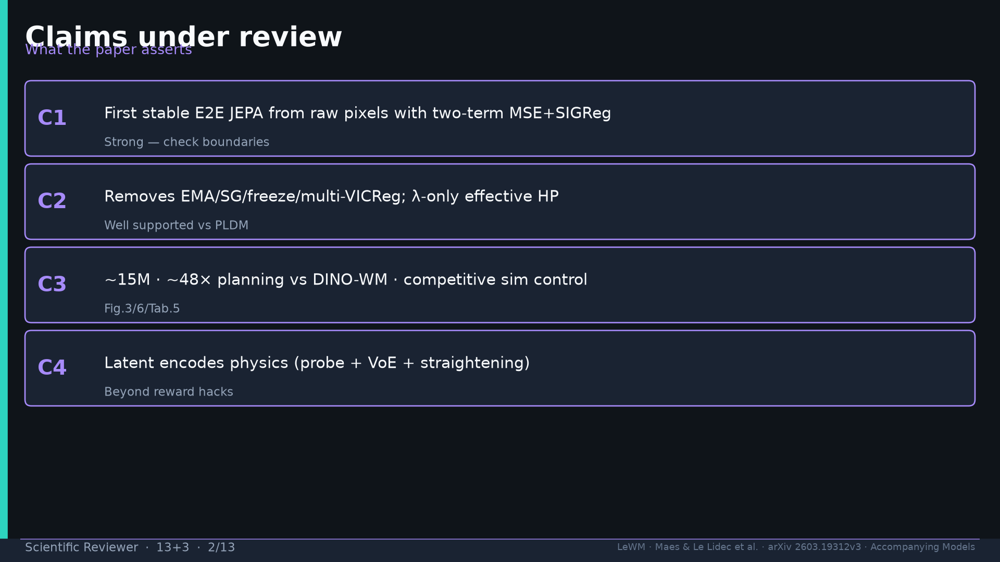 Claims under review
What the paper asserts
C1
First stable E2E JEPA from raw pixels with two-term MSE+SIGReg
Strong — check boundaries
C2
Removes EMA/SG/freeze/multi-VICReg; λ-only effective HP
Well supported vs PLDM
C3
~15M · ~48× planning vs DINO-WM · competitive sim control
Fig.3/6/Tab.5
C4
Latent encodes physics (probe + VoE + straightening)
Beyond reward hacks
Scientific Reviewer · 13+3 · 2/13
LeWM · Maes & Le Lidec et al. · arXiv 2603.19312v3 · Accompanying Models